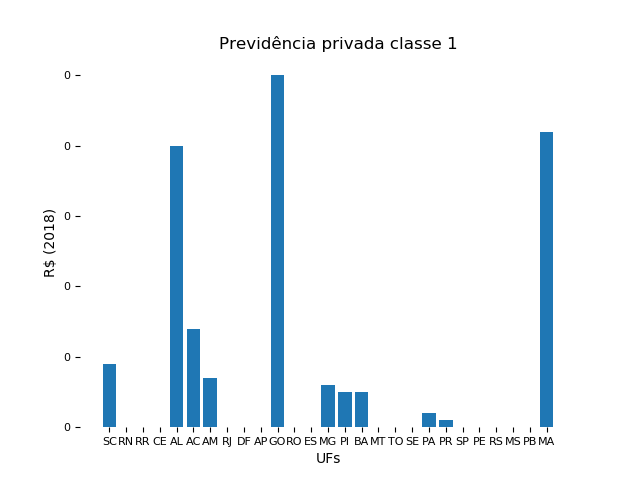 Previdência privada classe 1
0
0
0
0
0
0
R$ (2018)
SC RN RR CE AL AC AM RJ DF AP GO RO ES MG PI BA MT TO SE PA PR SP PE RS MS PB MA
UFs